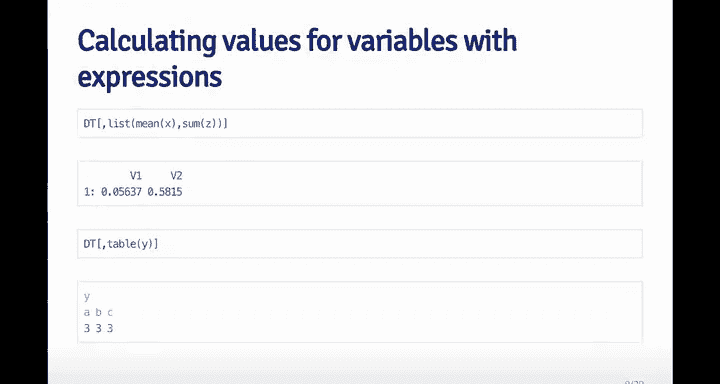 Calculating values for variables with
expressions
DT[,list(mean(x),sum(z))]
V1 V2
1: 0.05637 0.5815
DT[,table(y)]
y
a b c
3 3 3